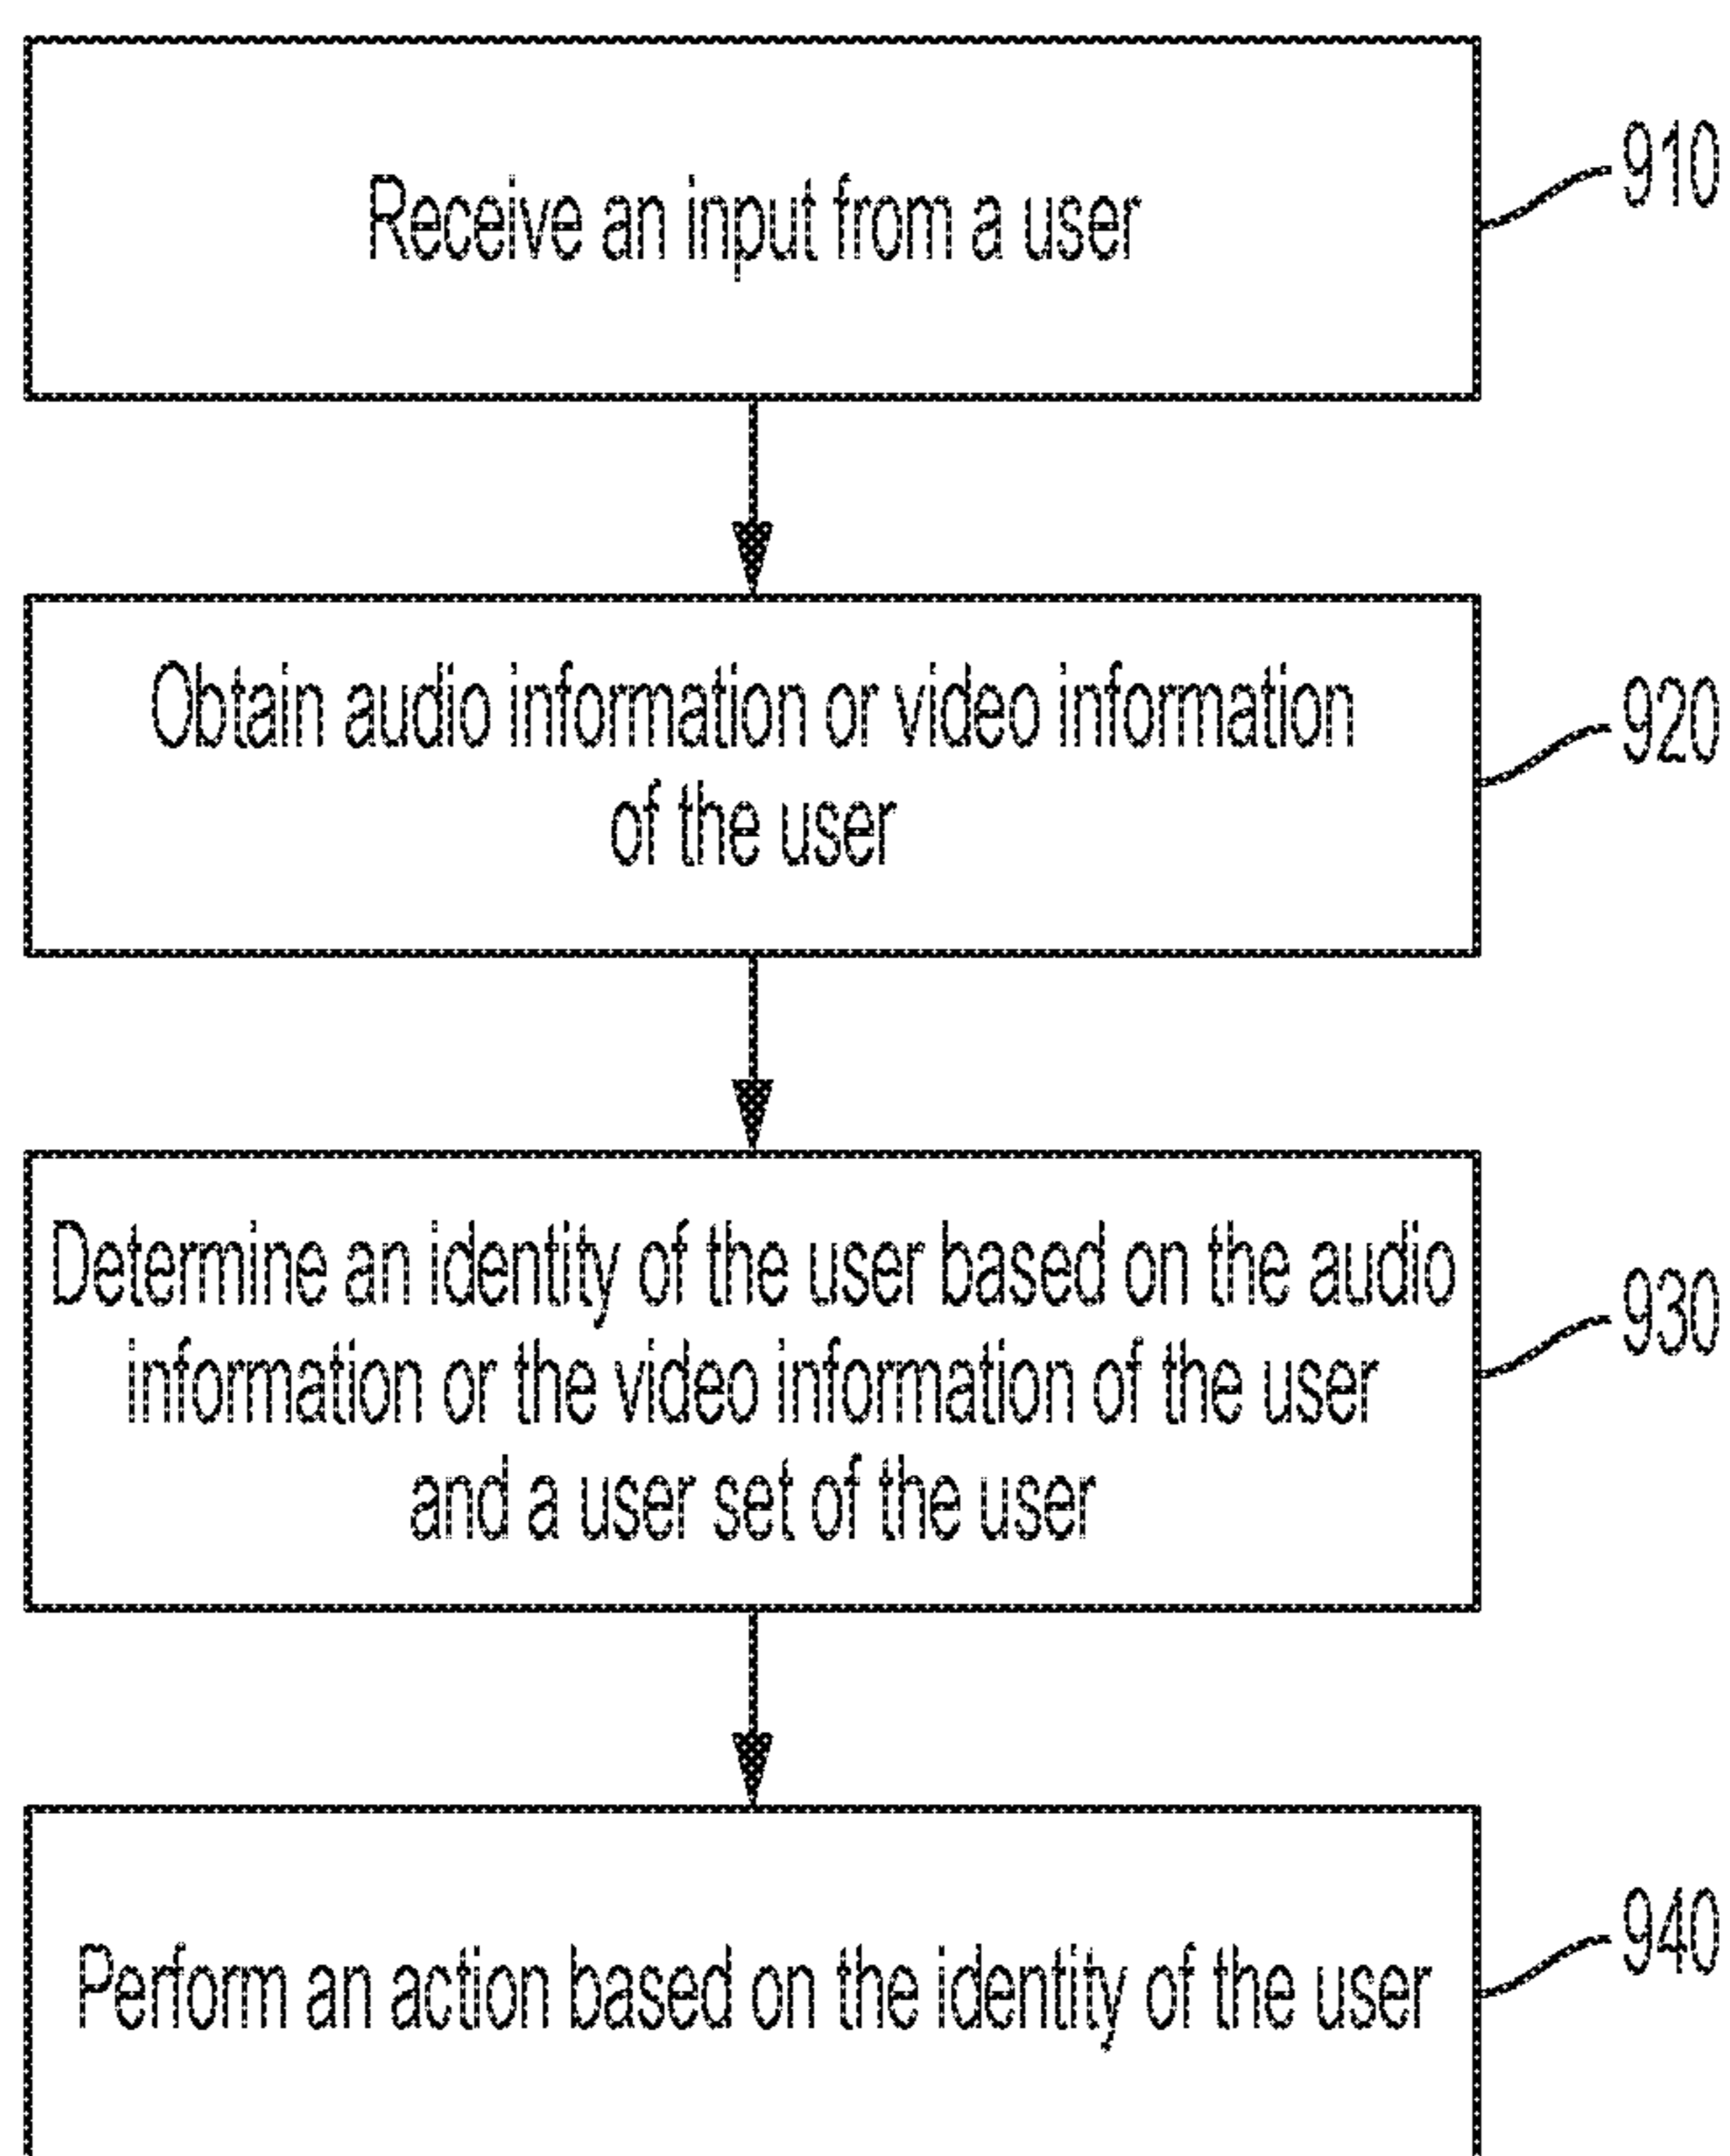 Receive an input from a user
910
Obtain audio information or video information
of the user
920
Determine an identity of the user based on the audio
information or the video information of the user
and a user set of the user
930
Perform an action based on the identity of the user
940